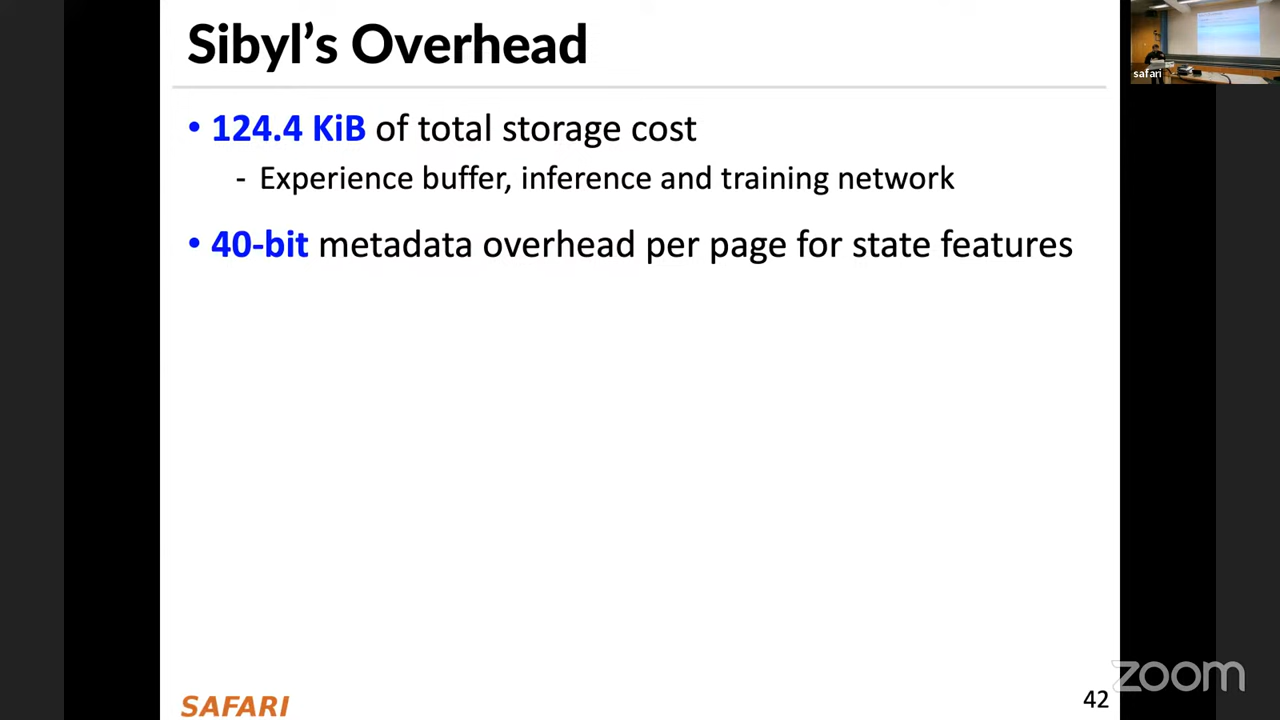 Sibyl's Overhead
• 124.4 KiB of total storage cost
- Experience buffer, inference and training network
• 40-bit metadata overhead per page for state features
SAFARI
42
safari
zoom